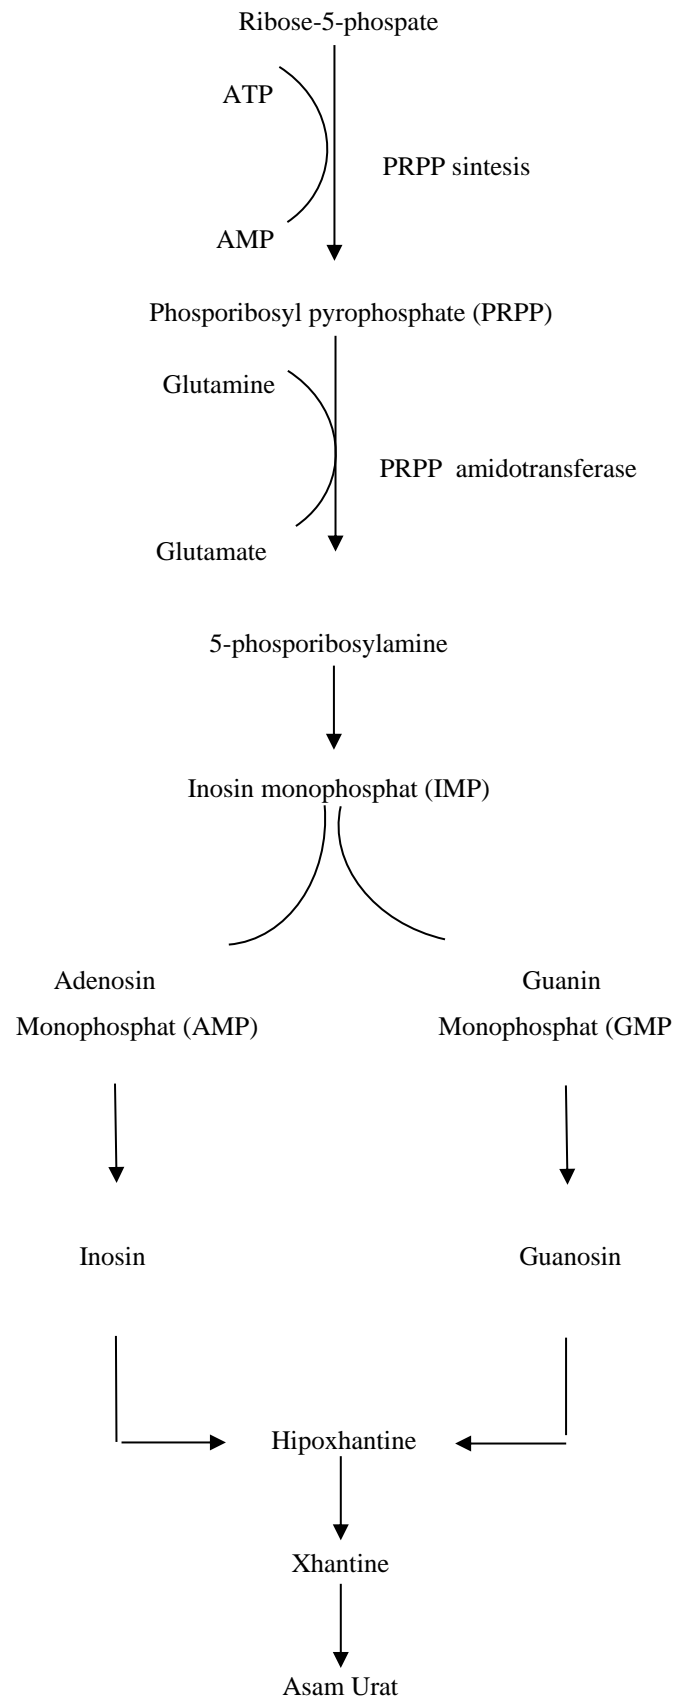 Ribose-5-phospate
ATP
PRPP sintesis
AMP
Phosporibosyl pyrophosphate (PRPP)
Glutamine
PRPP  amidotransferase
Glutamate
5-phosporibosylamine
Inosin monophosphat (IMP)
Adenosin
Monophosphat (AMP)
Guanin
Monophosphat (GMP
Inosin
Guanosin
Hipoxhantine
Xhantine
Asam Urat